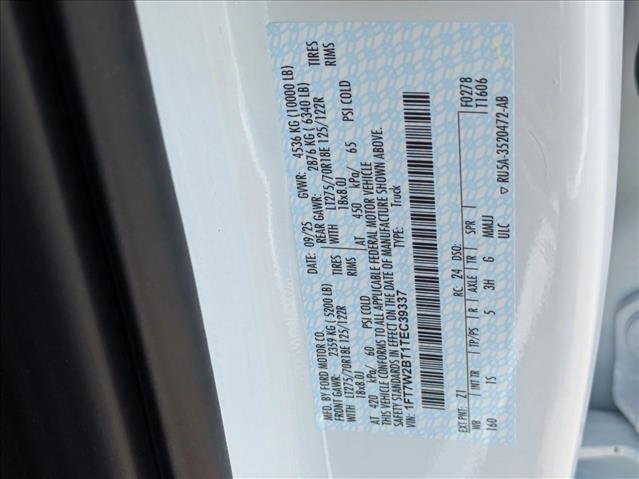 MFD. BY FORD MOTOR CO. DATE: 09/25 GVWR: 4536 KG (10000 LB)
FRONT GAWR: 2359 KG ( 5200 LB) REAR GAWR: 2876 KG ( 6340 LB)
WITH LT275/70R18E 125/122R TIRES WITH LT275/70R18E 125/122R TIRES
18x8.0J RIMS 18x8.0J RIMS
AT 420 kPa/ 60 PSI COLD AT 450 kPa/ 65 PSI COLD
THIS VEHICLE CONFORMS TO ALL APPLICABLE FEDERAL MOTOR VEHICLE
SAFETY STANDARDS IN EFFECT ON THE DATE OF MANUFACTURE SHOWN ABOVE.
VIN: 1FT7W2BT1TEC39337 TYPE: Truck
F0278
T1606
EXT PNT: Z1 RC: 24 DSO:
WB INT TR TP/PS R AXLE TR SPR
160 TS 5 3H G MMJJ
ULC
▽ RU5A-3520472-AB